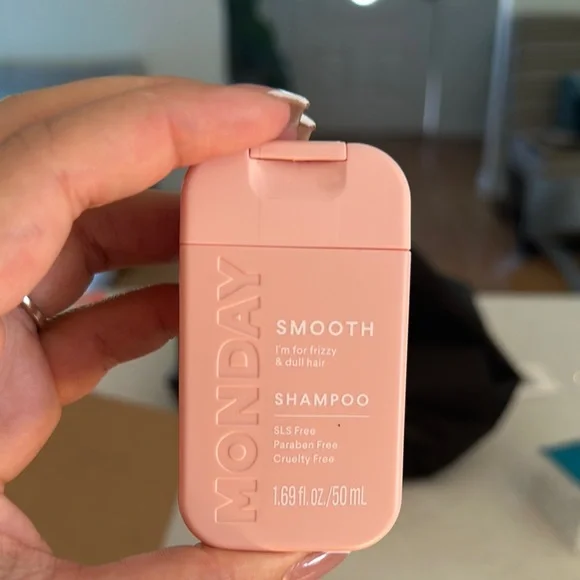 MONDAY
SMOOTH
I'm for frizzy
& dull hair
SHAMPOO
SLS Free
Paraben Free
Cruelty Free
1.69 fl. oz./50 mL